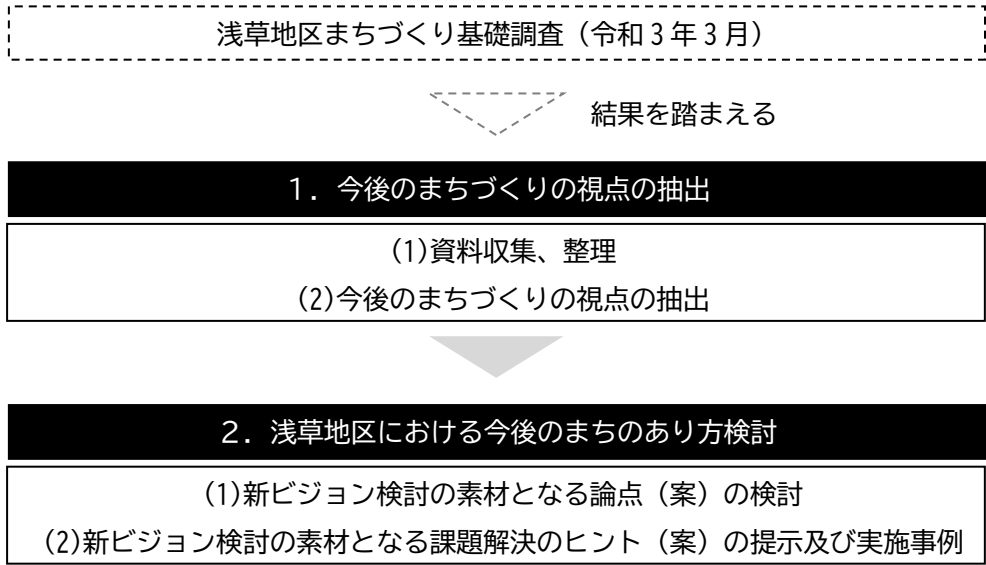 浅草地区まちづくり基礎調査（令和3年3月）
結果を踏まえる
１．今後のまちづくりの視点の抽出
(1)資料収集、整理
(2)今後のまちづくりの視点の抽出
２．浅草地区における今後のまちのあり方検討
(1)新ビジョン検討の素材となる論点（案）の検討
(2)新ビジョン検討の素材となる課題解決のヒント（案）の提示及び実施事例